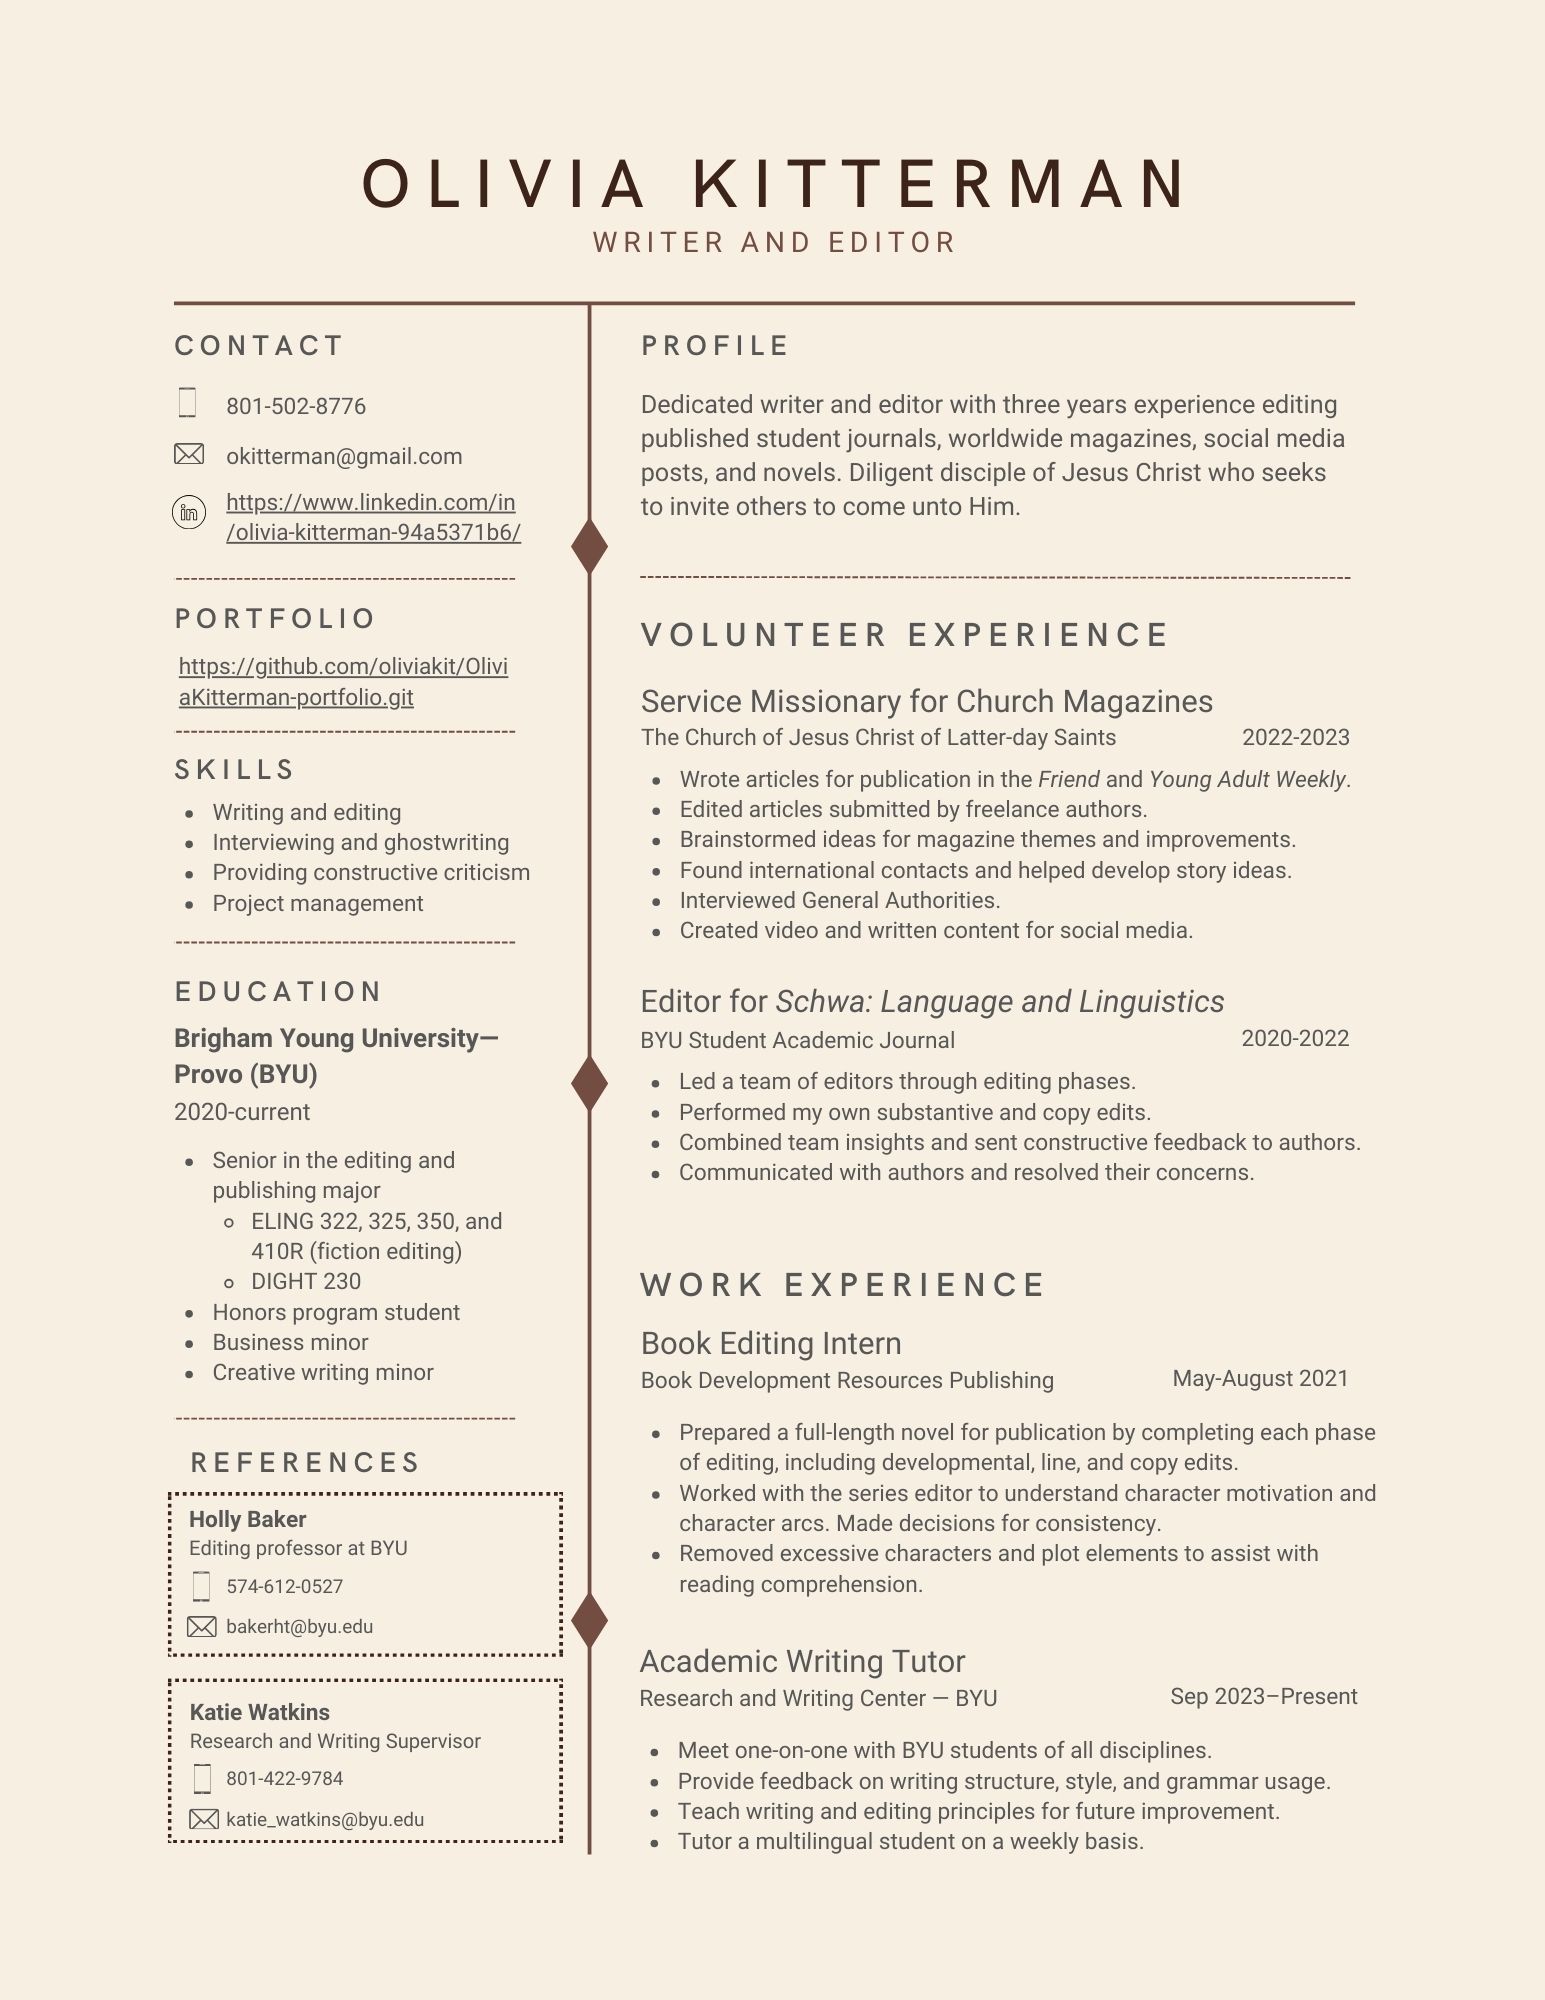 OLIVIA KITTERMAN
WRITER AND EDITOR
CONTACT
801-502-8776
okitterman@gmail.com
https://www.linkedin.com/in
/olivia-kitterman-94a5371b6/
PORTFOLIO
https://github.com/oliviakit/Olivi
aKitterman-portfolio.git
SKILLS
• Writing and editing
• Interviewing and ghostwriting
• Providing constructive criticism
• Project management
EDUCATION
Brigham Young University—
Provo (BYU)
2020-current
• Senior in the editing and
publishing major
◦ ELING 322, 325, 350, and
410R (fiction editing)
◦ DIGHT 230
• Honors program student
• Business minor
• Creative writing minor
REFERENCES
Holly Baker
Editing professor at BYU
574-612-0527
bakerht@byu.edu
Katie Watkins
Research and Writing Supervisor
801-422-9784
katie_watkins@byu.edu
PROFILE
Dedicated writer and editor with three years experience editing
published student journals, worldwide magazines, social media
posts, and novels. Diligent disciple of Jesus Christ who seeks
to invite others to come unto Him.
VOLUNTEER EXPERIENCE
Service Missionary for Church Magazines
The Church of Jesus Christ of Latter-day Saints 2022-2023
• Wrote articles for publication in the Friend and Young Adult Weekly.
• Edited articles submitted by freelance authors.
• Brainstormed ideas for magazine themes and improvements.
• Found international contacts and helped develop story ideas.
• Interviewed General Authorities.
• Created video and written content for social media.
Editor for Schwa: Language and Linguistics
BYU Student Academic Journal 2020-2022
• Led a team of editors through editing phases.
• Performed my own substantive and copy edits.
• Combined team insights and sent constructive feedback to authors.
• Communicated with authors and resolved their concerns.
WORK EXPERIENCE
Book Editing Intern
Book Development Resources Publishing May-August 2021
• Prepared a full-length novel for publication by completing each phase
of editing, including developmental, line, and copy edits.
• Worked with the series editor to understand character motivation and
character arcs. Made decisions for consistency.
• Removed excessive characters and plot elements to assist with
reading comprehension.
Academic Writing Tutor
Research and Writing Center — BYU Sep 2023–Present
• Meet one-on-one with BYU students of all disciplines.
• Provide feedback on writing structure, style, and grammar usage.
• Teach writing and editing principles for future improvement.
• Tutor a multilingual student on a weekly basis.